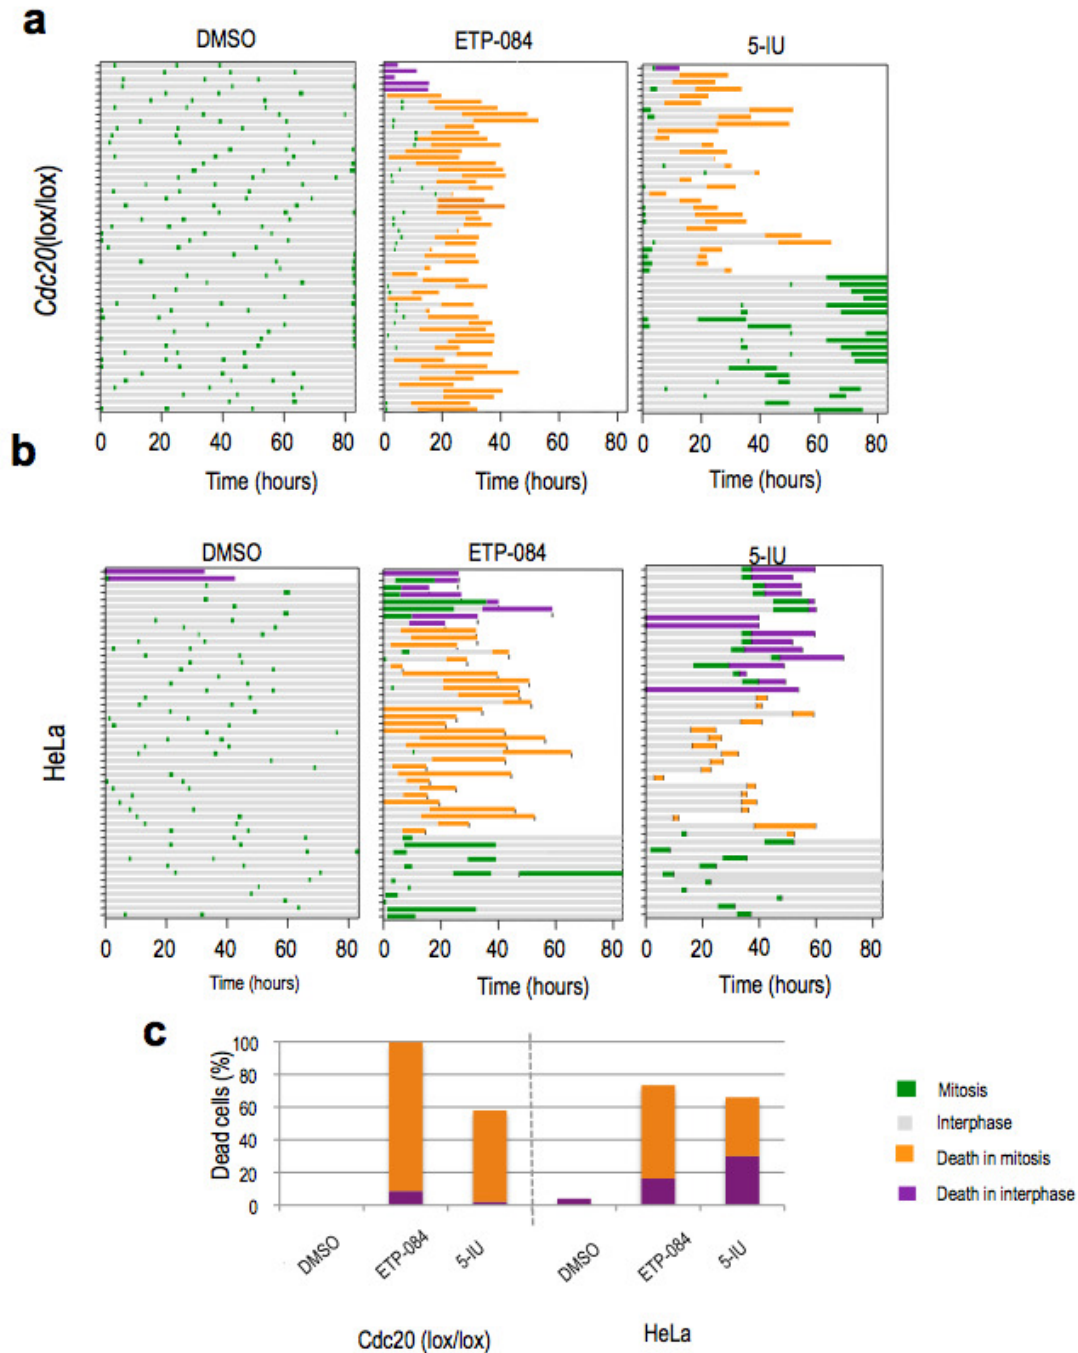 a
DMSO
ETP-084
5-IU
Cdc20(lox/lox)
0 20 40 60 80
0 20 40 60 80
0 20 40 60 80
Time (hours)
Time (hours)
Time (hours)
b
DMSO
ETP-084
5-IU
HeLa
0 20 40 60 80
0 20 40 60 80
0 20 40 60 80
Time (hours)
Time (hours)
Time (hours)
c
Dead cells (%)
100
80
60
40
20
0
DMSO
ETP-084
5-IU
DMSO
ETP-084
5-IU
Cdc20 (lox/lox)
HeLa
Mitosis
Interphase
Death in mitosis
Death in interphase